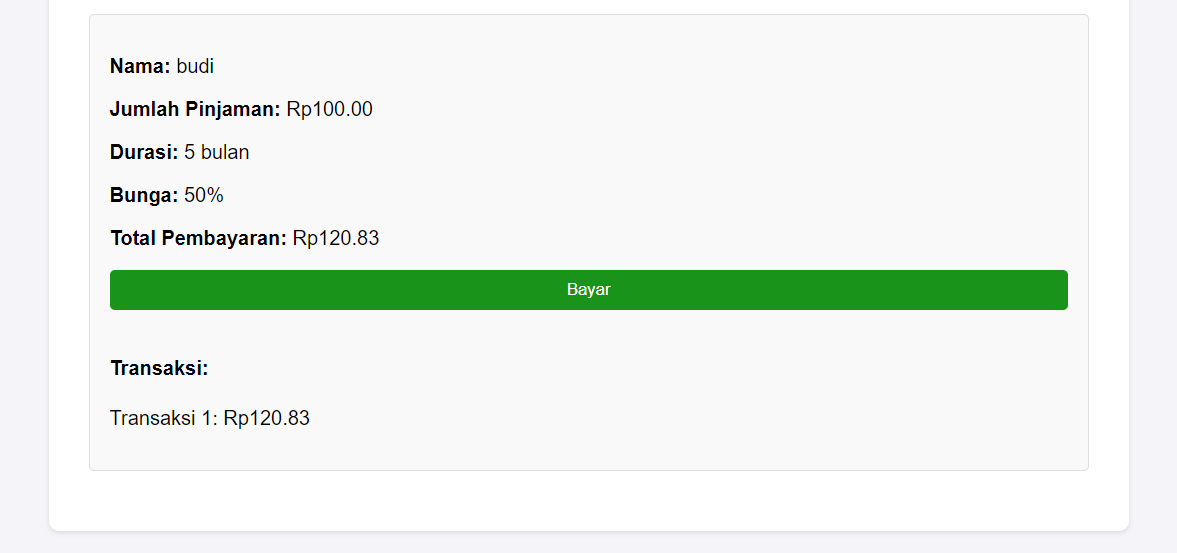 Nama: budi
Jumlah Pinjaman: Rp100.00
Durasi: 5 bulan
Bunga: 50%
Total Pembayaran: Rp120.83
Bayar
Transaksi:
Transaksi 1: Rp120.83